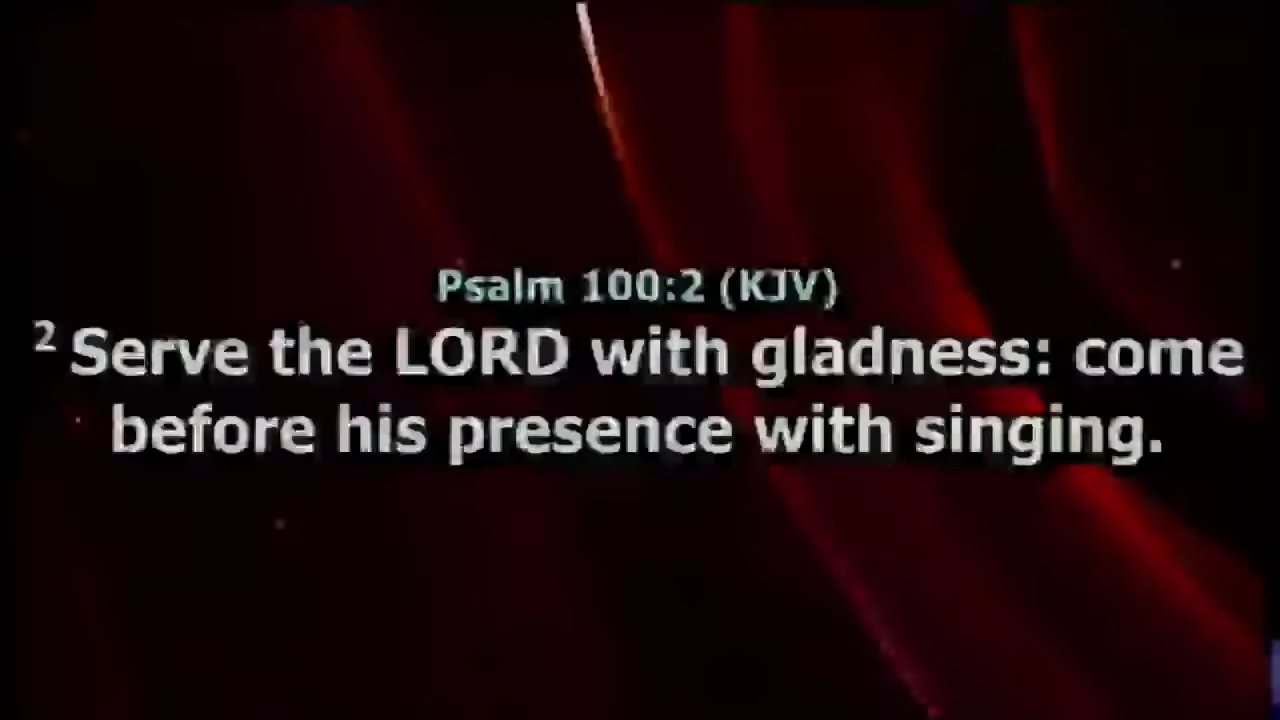 Psalm 100:2 (KJV)
2 Serve the LORD with gladness: come
before his presence with singing.